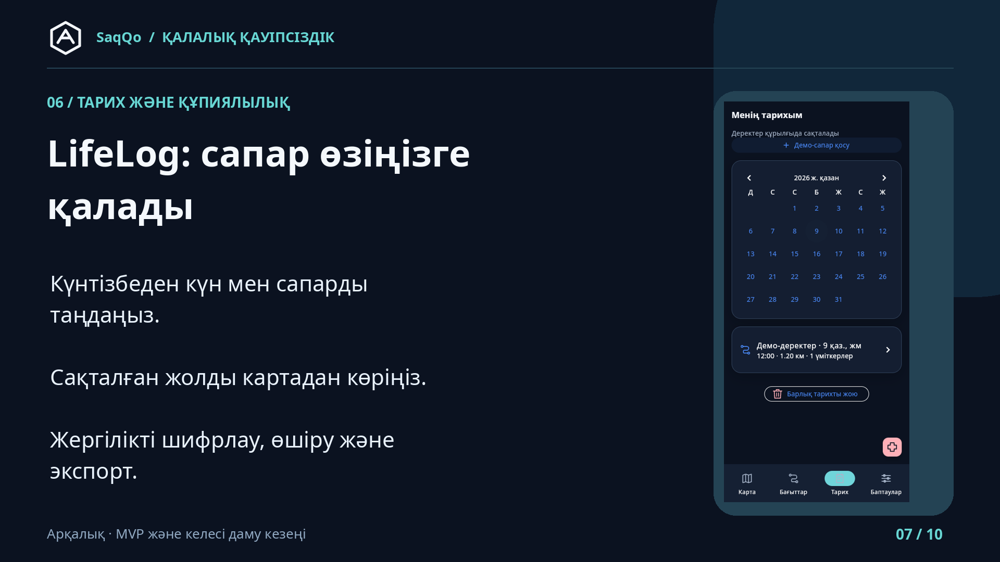 SaqQo / ҚАЛАЛЫҚ ҚАУІПСІЗДІК
06 / ТАРИХ ЖӘНЕ ҚҰПИЯЛЫЛЫҚ
LifeLog: сапар өзіңізге
қалады
Күнтізбеден күн мен сапарды
таңдаңыз.
Сақталған жолды картадан көріңіз.
Жергілікті шифрлау, өшіру және
экспорт.
Менің тарихым
Деректер құрылғыда сақталады
+ Демо-сапар қосу
2026 ж. қазан
Д С С Б Ж С Ж
1 2 3 4 5
6 7 8 9 10 11 12
13 14 15 16 17 18 19
20 21 22 23 24 25 26
27 28 29 30 31
Демо-деректер · 9 қаз., жм
12:00 · 1.20 км · 1 үміткерлер
Барлық тарихты жою
Карта Бағыттар Тарих Баптаулар
Арқалық · MVP және келесі даму кезеңі
07 / 10